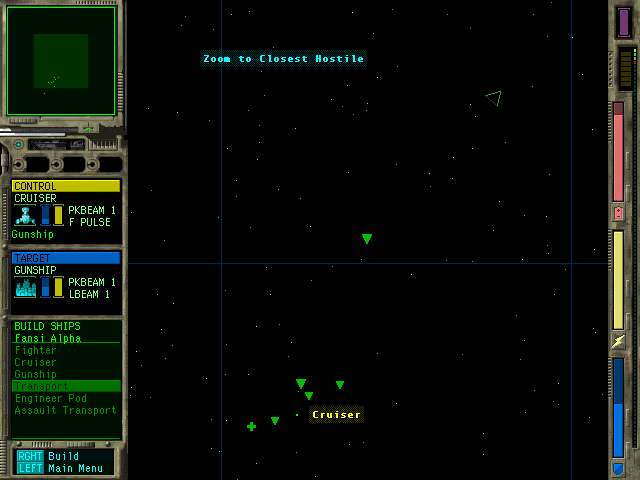 Zoom to Closest Hostile
CONTROL
CRUISER
PKBEAM 1
F PULSE
Gunship
TARGET
GUNSHIP
PKBEAM 1
LBEAM 1
BUILD SHIPS
Fansi Alpha
Fighter
Cruiser
Gunship
Transport
Engineer Pod
Assault Transport
Cruiser
RGHT Build
LEFT Main Menu